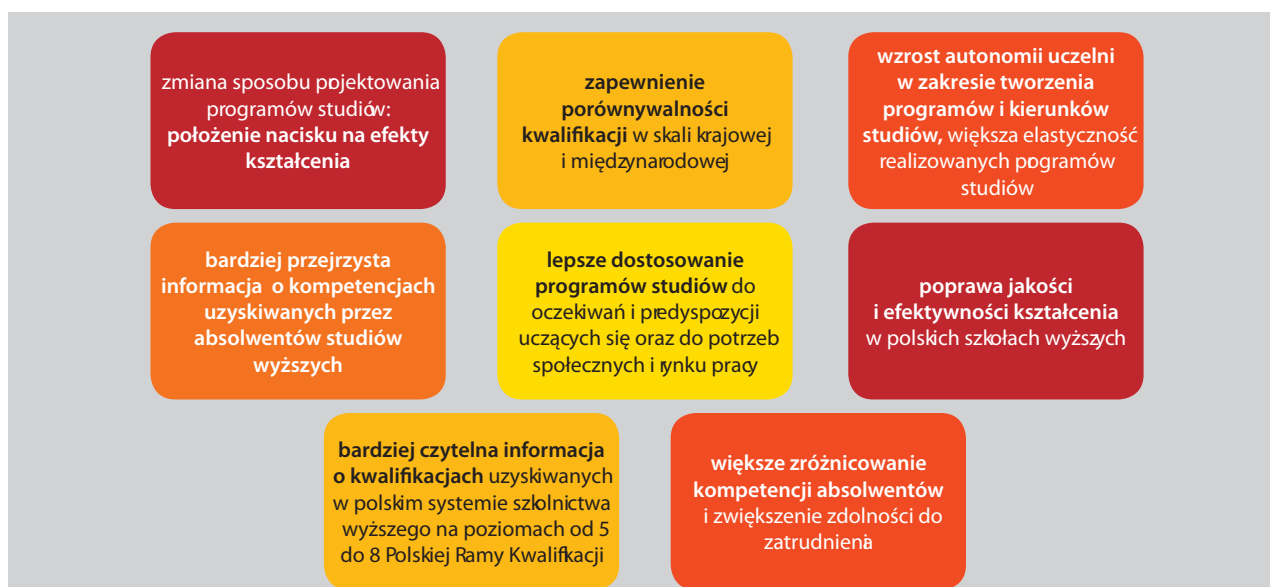 zmiana sposobu projektowania
programów studiów:
położenie nacisku na efekty
kształcenia
zapewnienie
porównywalności
kwalifikacji w skali krajowej
i międzynarodowej
wzrost autonomii uczelni
w zakresie tworzenia
programów i kierunków
studiów, większa elastyczność
realizowanych programów
studiów
bardziej przejrzysta
informacja o kompetencjach
uzyskiwanych przez
absolwentów studiów
wyższych
lepsze dostosowanie
programów studiów do
oczekiwań i predyspozycji
uczących się oraz do potrzeb
społecznych i rynku pracy
poprawa jakości
i efektywności kształcenia
w polskich szkołach wyższych
bardziej czytelna informacja
o kwalifikacjach uzyskiwanych
w polskim systemie szkolnictwa
wyższego na poziomach od 5
do 8 Polskiej Ramy Kwalifikacji
większe zróżnicowanie
kompetencji absolwentów
i zwiększenie zdolności do
zatrudnienia